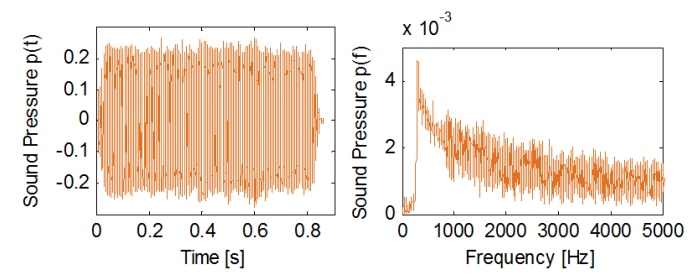 Sound Pressure p(t)
0.2
0.1
0
-0.1
-0.2
0 0.2 0.4 0.6 0.8
Time [s]
x 10-3
Sound Pressure p(f)
4
2
0
0 1000 2000 3000 4000 5000
Frequency [Hz]